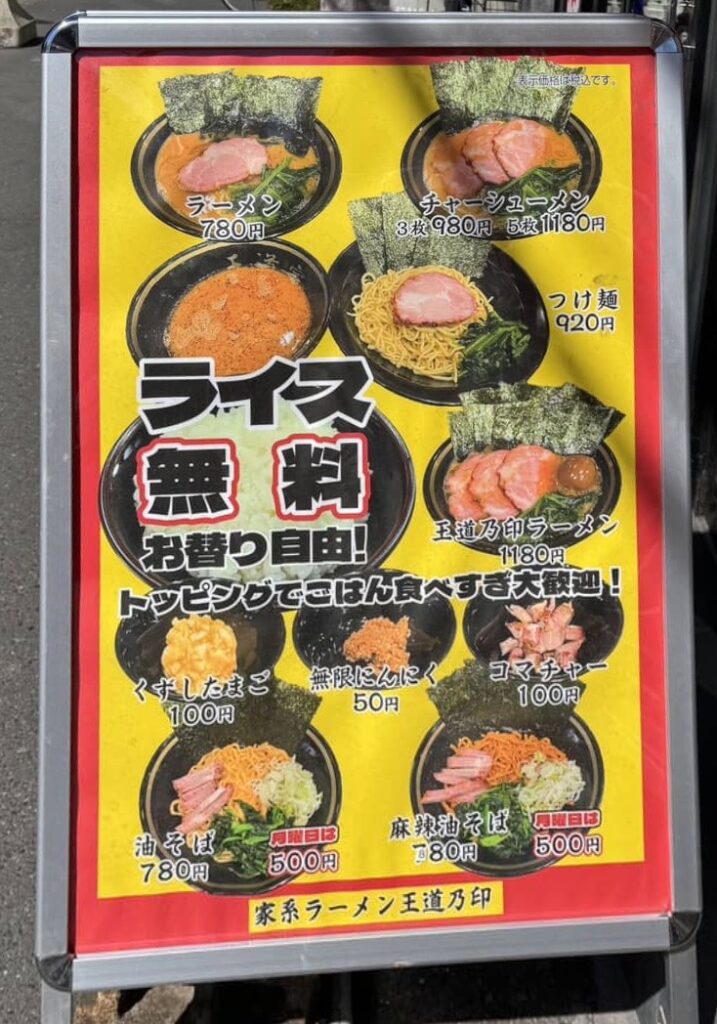 表示価格は税込です。
ラーメン
780円
チャーシューメン
3枚980円 5枚1180円
つけ麺
920円
ライス
無料
お替り自由!
王道乃印ラーメン
1180円
トッピングでごはん食べすぎ大歓迎!
くずしたまご
100円
無限にんにく
50円
コマチャー
100円
油そば
780円
月曜日は
500円
麻辣油そば
780円
月曜日は
500円
家系ラーメン王道乃印